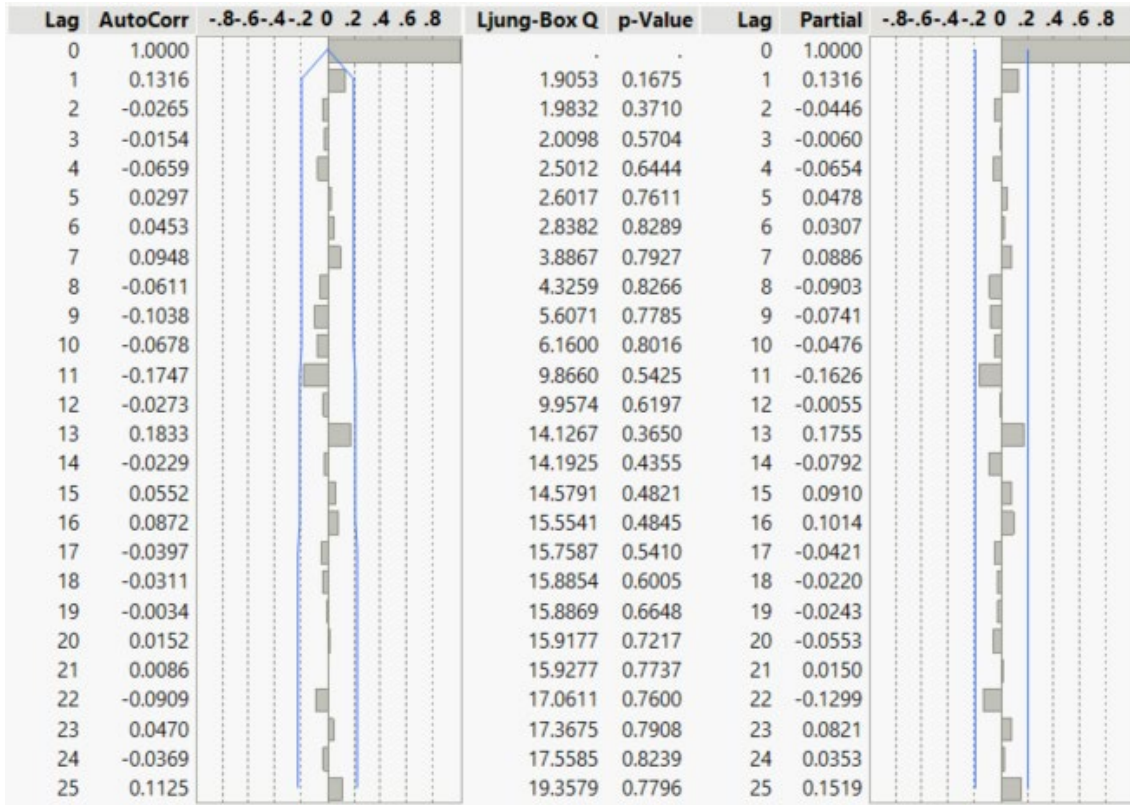 Lag AutoCorr -.8-.6-.4-.2 0 .2 .4 .6 .8 Ljung-Box Q p-Value Lag Partial -.8-.6-.4-.2 0 .2 .4 .6 .8
0 1.0000 . . 0 1.0000
1 0.1316 1.9053 0.1675 1 0.1316
2 -0.0265 1.9832 0.3710 2 -0.0446
3 -0.0154 2.0098 0.5704 3 -0.0060
4 -0.0659 2.5012 0.6444 4 -0.0654
5 0.0297 2.6017 0.7611 5 0.0478
6 0.0453 2.8382 0.8289 6 0.0307
7 0.0948 3.8867 0.7927 7 0.0886
8 -0.0611 4.3259 0.8266 8 -0.0903
9 -0.1038 5.6071 0.7785 9 -0.0741
10 -0.0678 6.1600 0.8016 10 -0.0476
11 -0.1747 9.8660 0.5425 11 -0.1626
12 -0.0273 9.9574 0.6197 12 -0.0055
13 0.1833 14.1267 0.3650 13 0.1755
14 -0.0229 14.1925 0.4355 14 -0.0792
15 0.0552 14.5791 0.4821 15 0.0910
16 0.0872 15.5541 0.4845 16 0.1014
17 -0.0397 15.7587 0.5410 17 -0.0421
18 -0.0311 15.8854 0.6005 18 -0.0220
19 -0.0034 15.8869 0.6648 19 -0.0243
20 0.0152 15.9177 0.7217 20 -0.0553
21 0.0086 15.9277 0.7737 21 0.0150
22 -0.0909 17.0611 0.7600 22 -0.1299
23 0.0470 17.3675 0.7908 23 0.0821
24 -0.0369 17.5585 0.8239 24 0.0353
25 0.1125 19.3579 0.7796 25 0.1519